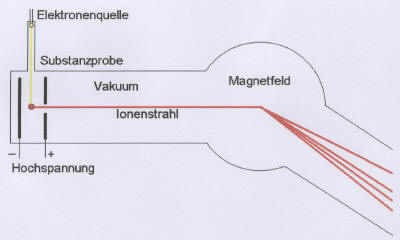 Elektronenquelle
Substanzprobe
Vakuum
Magnetfeld
Ionenstrahl
– +
Hochspannung